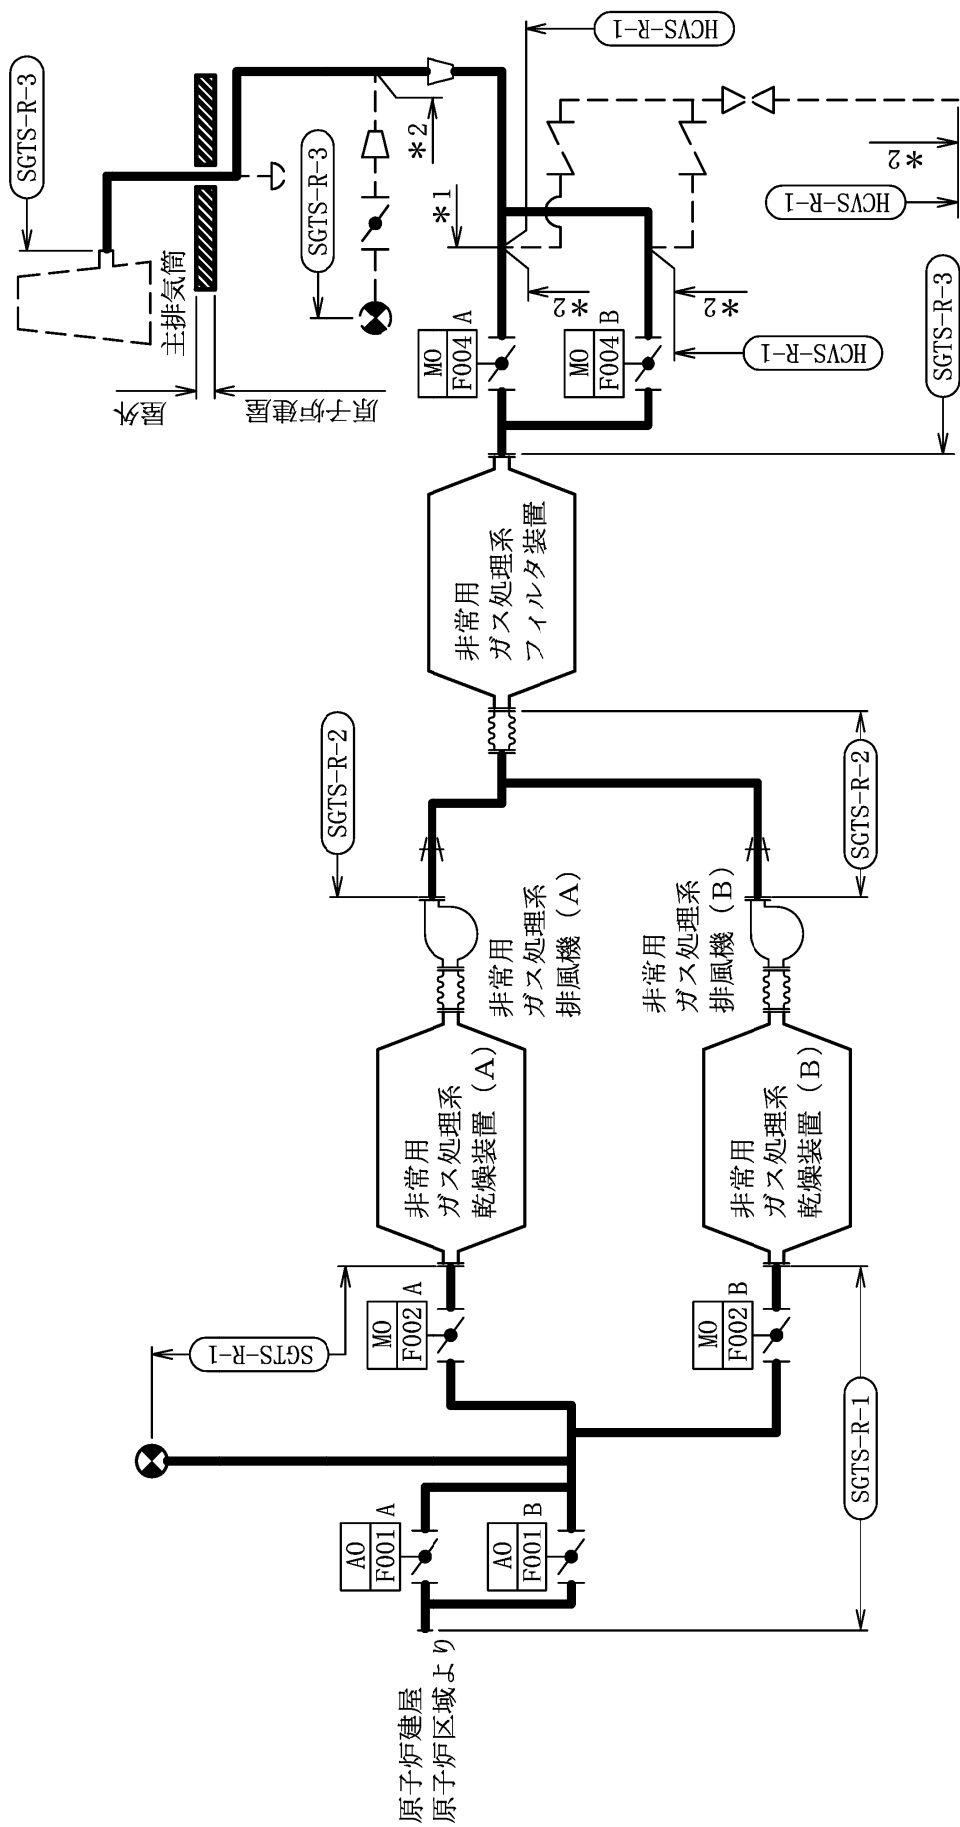 原子炉建屋
原子炉区域より
AO
F001
A
AO
F001
B
SGTS-R-1
SGTS-R-1
MO
F002
A
MO
F002
B
非常用
ガス処理系
乾燥装置（A）
非常用
ガス処理系
乾燥装置（B）
非常用
ガス処理系
排風機（A）
非常用
ガス処理系
排風機（B）
SGTS-R-2
SGTS-R-2
非常用
ガス処理系
フィルタ装置
SGTS-R-3
MO
F004
A
MO
F004
B
HCVS-R-1
*2
*2
*1
*2
HCVS-R-1
HCVS-R-1
*2
SGTS-R-3
SGTS-R-3
主排気筒
屋外
原子炉建屋